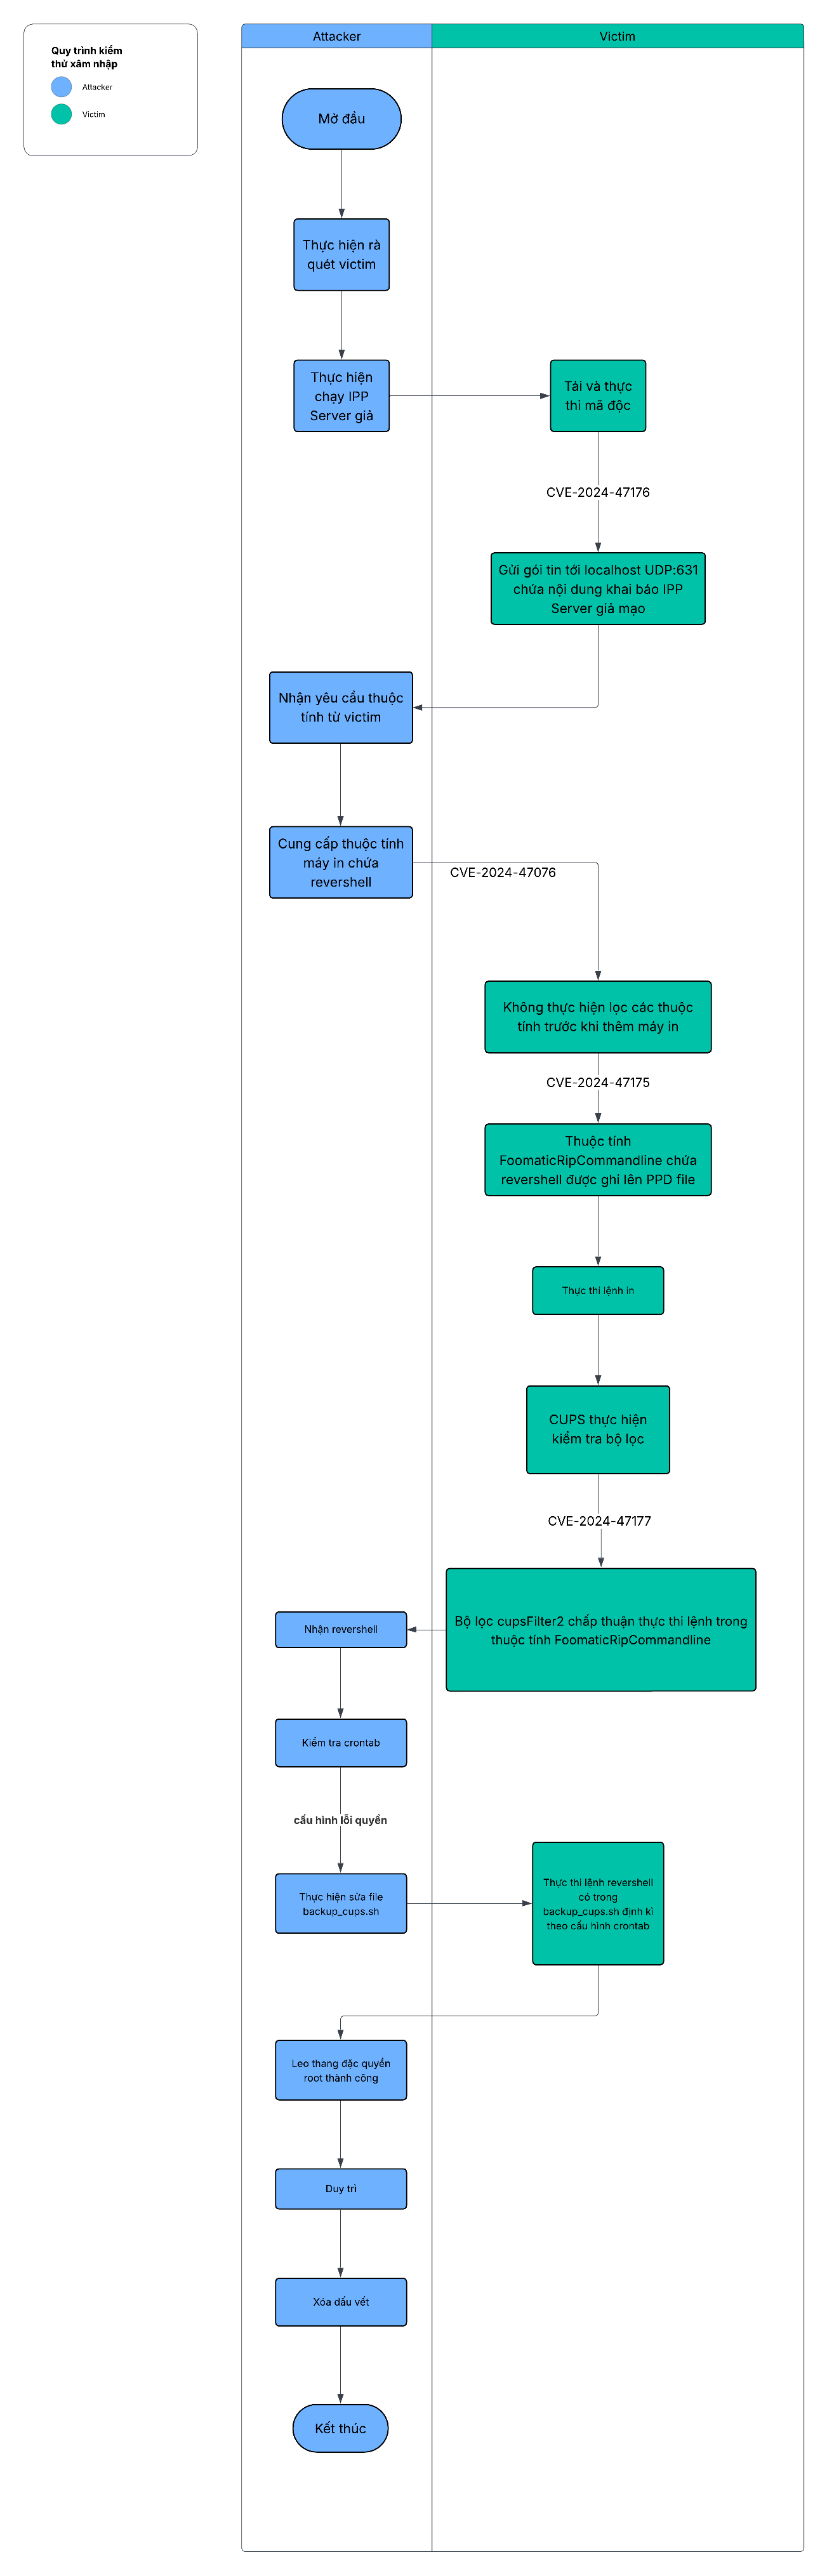 Quy trình kiểm
thử xâm nhập
Attacker
Victim
Attacker
Victim
Mở đầu
Thực hiện rà
quét victim
Thực hiện
chạy IPP
Server giả
Tải và thực
thi mã độc
CVE-2024-47176
Gửi gói tin tới localhost UDP:631
chứa nội dung khai báo IPP
Server giả mạo
Nhận yêu cầu thuộc
tính từ victim
Cung cấp thuộc tính
máy in chứa
revershell
CVE-2024-47076
Không thực hiện lọc các thuộc
tính trước khi thêm máy in
CVE-2024-47175
Thuộc tính
FoomaticRipCommandline chứa
revershell được ghi lên PPD file
Thực thi lệnh in
CUPS thực hiện
kiểm tra bộ lọc
CVE-2024-47177
Bộ lọc cupsFilter2 chấp thuận thực thi lệnh trong
thuộc tính FoomaticRipCommandline
Nhận revershell
Kiểm tra crontab
cấu hình lỗi quyền
Thực hiện sửa file
backup_cups.sh
Thực thi lệnh revershell
có trong
backup_cups.sh định kì
theo cấu hình crontab
Leo thang đặc quyền
root thành công
Duy trì
Xóa dấu vết
Kết thúc